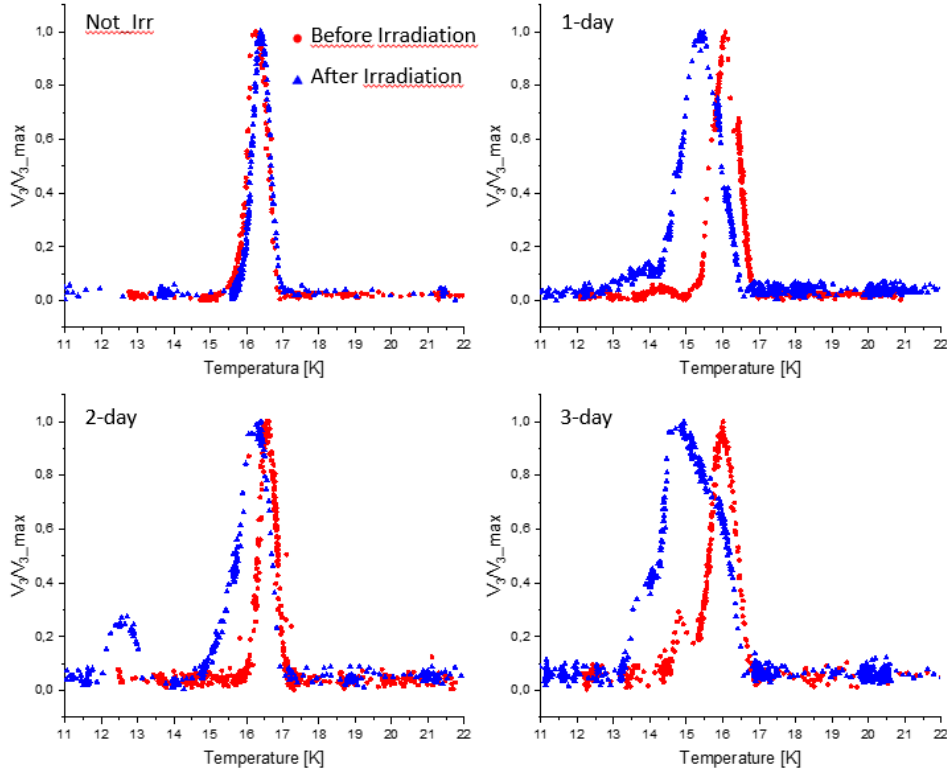 Not_Irr
Before Irradiation
After Irradiation
V3/V3_max
1,0
0,8
0,6
0,4
0,2
0,0
11 12 13 14 15 16 17 18 19 20 21 22
Temperatura [K]
1-day
V3/V3_max
1,0
0,8
0,6
0,4
0,2
0,0
11 12 13 14 15 16 17 18 19 20 21 22
Temperature [K]
2-day
V3/V3_max
1,0
0,8
0,6
0,4
0,2
0,0
11 12 13 14 15 16 17 18 19 20 21 22
Temperature [K]
3-day
V3/V3_max
1,0
0,8
0,6
0,4
0,2
0,0
11 12 13 14 15 16 17 18 19 20 21 22
Temperature [K]